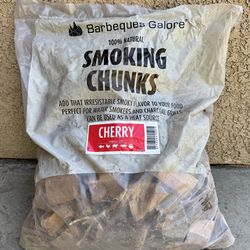 Barbeques Galore
100% NATURAL
SMOKING
CHUNKS
ADD THAT IRRESISTABLE SMOKY FLAVOR TO YOUR FOOD
PERFECT FOR WATER SMOKERS AND CHARCOAL GRILLS
CAN BE USED AS A HEAT SOURCE
CHERRY